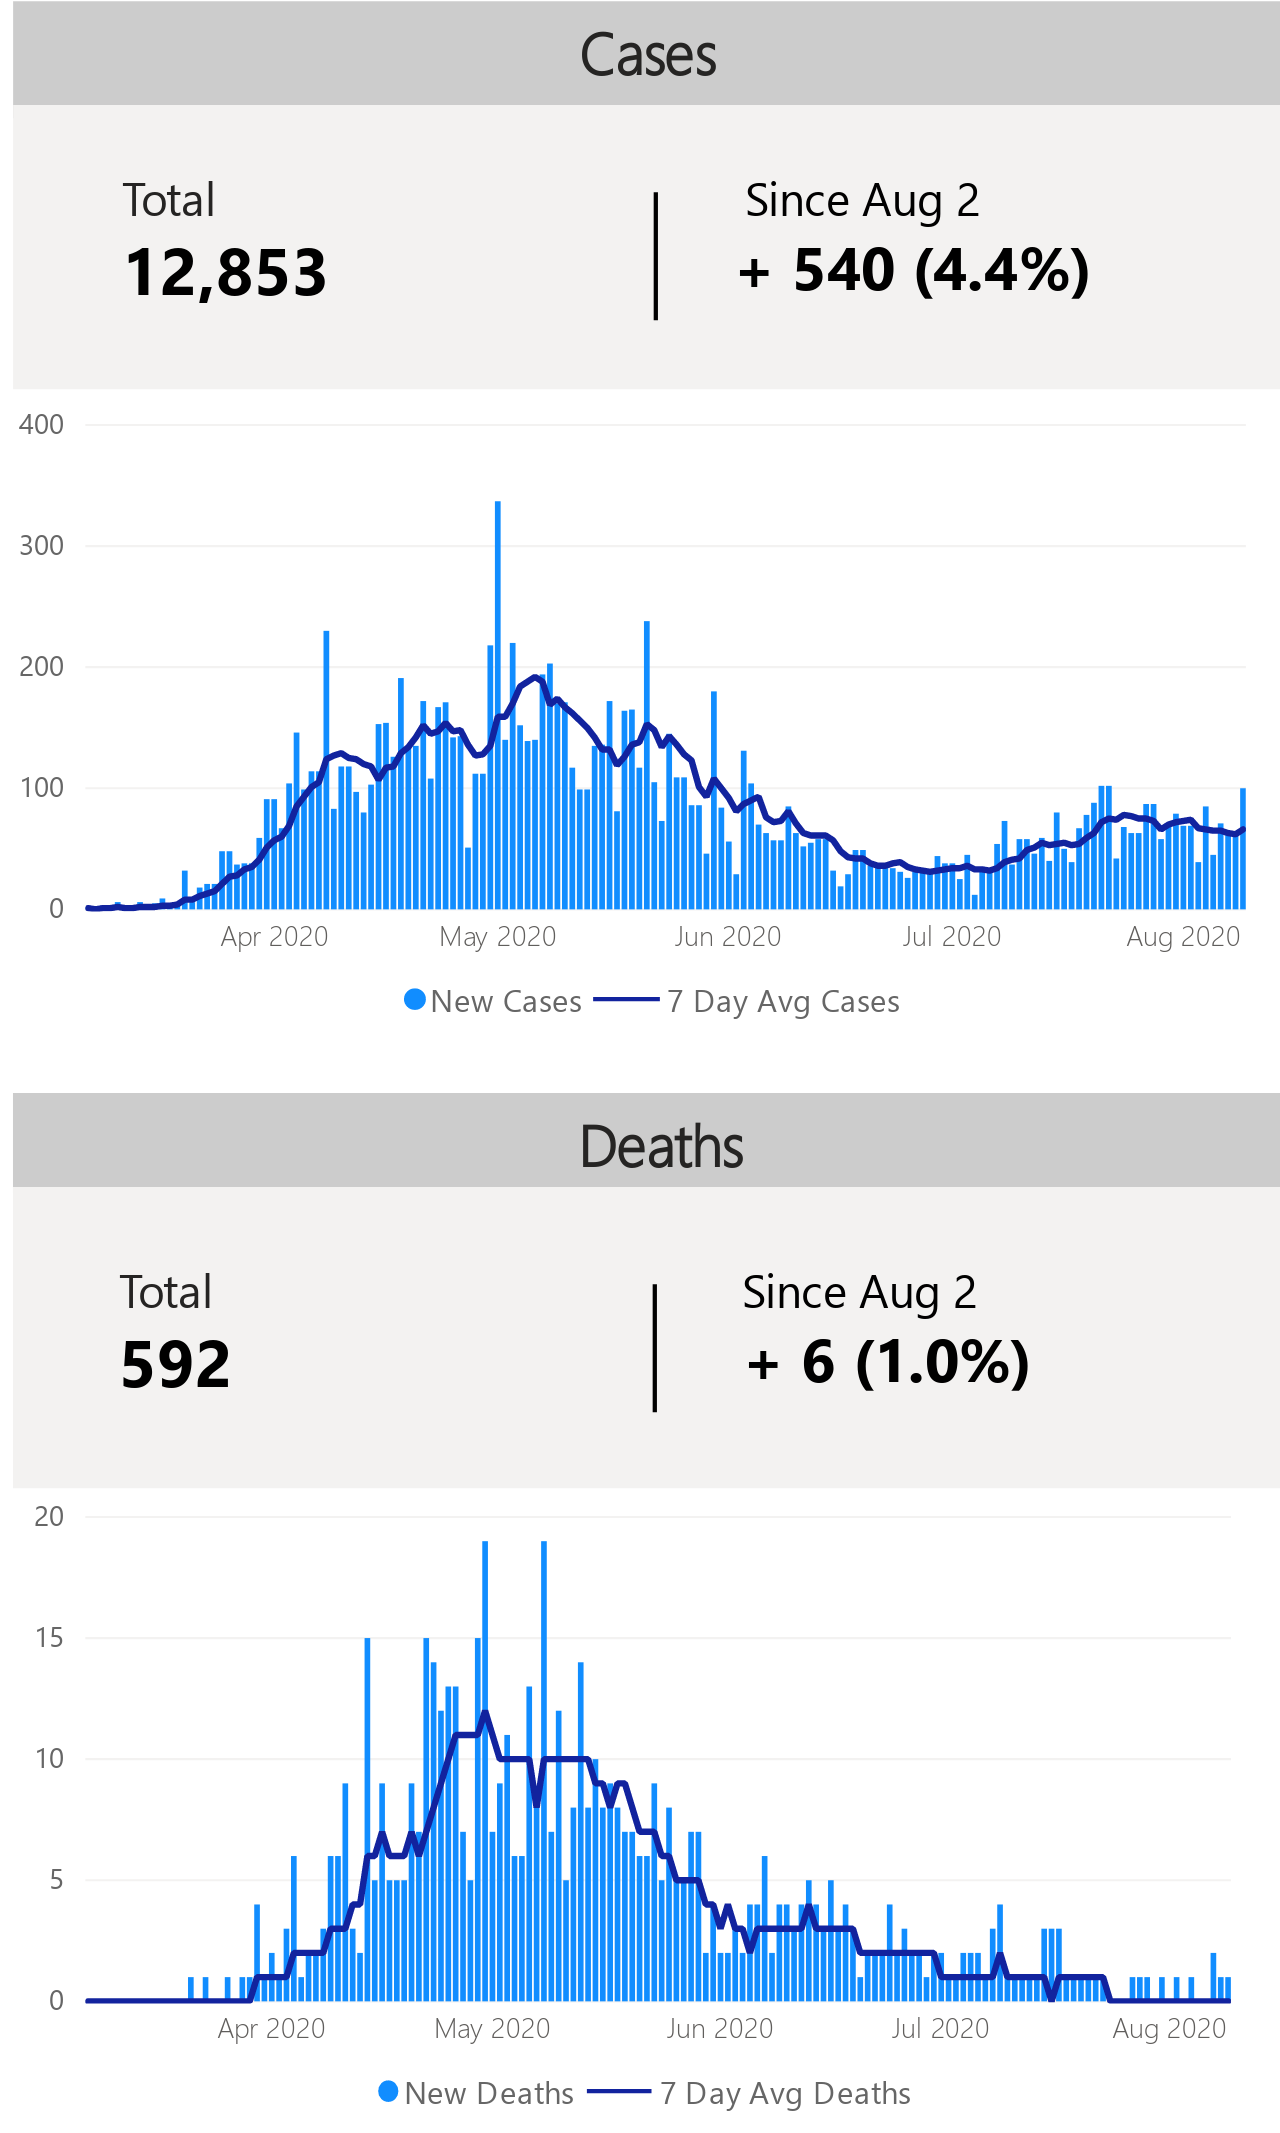 Cases
Total
12,853
Since Aug 2
+ 540 (4.4%)
400
300
200
100
0
Apr 2020 May 2020 Jun 2020 Jul 2020 Aug 2020
New Cases 7 Day Avg Cases
Deaths
Total
592
Since Aug 2
+ 6 (1.0%)
20
15
10
5
0
Apr 2020 May 2020 Jun 2020 Jul 2020 Aug 2020
New Deaths 7 Day Avg Deaths